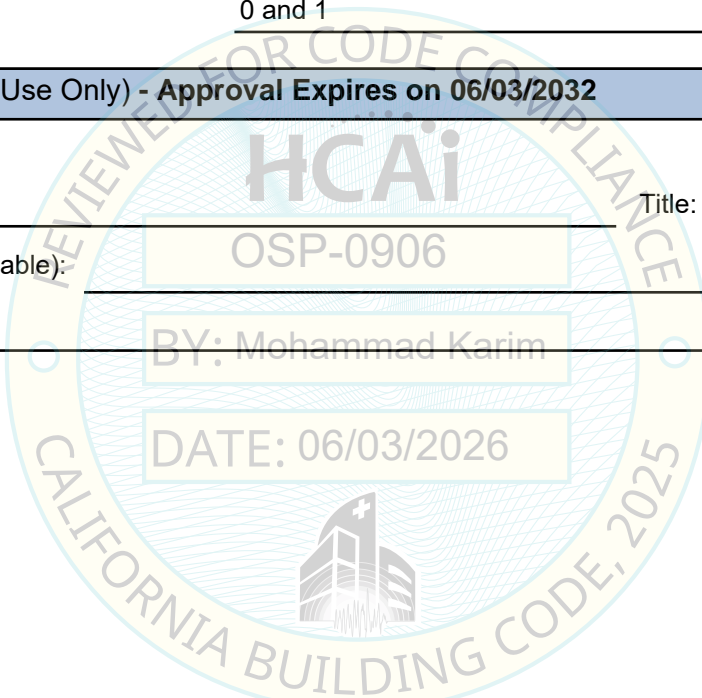 0 and 1
Use Only) - Approval Expires on 06/03/2032
REVIEWED FOR CODE COMPLIANCE
HCAi
Title:
OSP-0906
able):
BY: Mohammad Karim
DATE: 06/03/2026
CALIFORNIA BUILDING CODE, 2025